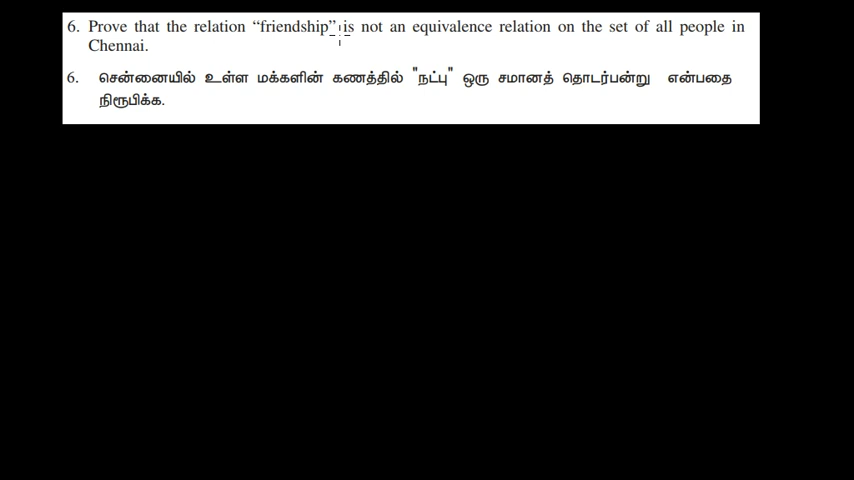 6. Prove that the relation “friendship” is not an equivalence relation on the set of all people in
Chennai.
6. சென்னையில் உள்ள மக்களின் கணத்தில் "நட்பு" ஒரு சமானத் தொடர்பன்று என்பதை
நிரூபிக்க.